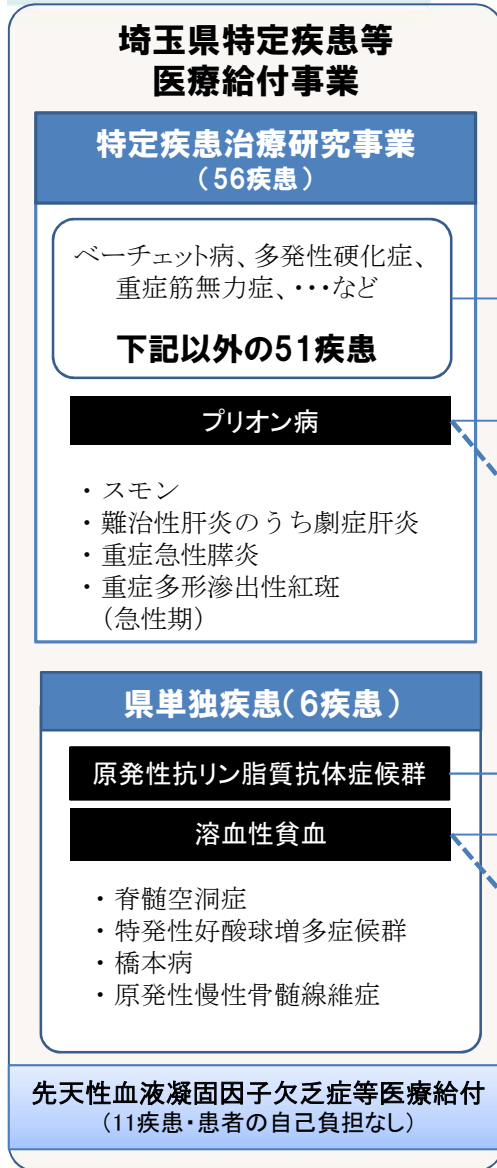 埼玉県特定疾患等
医療給付事業
特定疾患治療研究事業
(56疾患)
ベーチェット病、多発性硬化症、
重症筋無力症、・・・など
下記以外の51疾患
プリオン病
・スモン
・難治性肝炎のうち劇症肝炎
・重症急性膵炎
・重症多形滲出性紅斑
(急性期)
県単独疾患(6疾患)
原発性抗リン脂質抗体症候群
溶血性貧血
・脊髄空洞症
・特発性好酸球増多症候群
・橋本病
・原発性慢性骨髄線維症
先天性血液凝固因子欠乏症等医療給付
(11疾患・患者の自己負担なし)